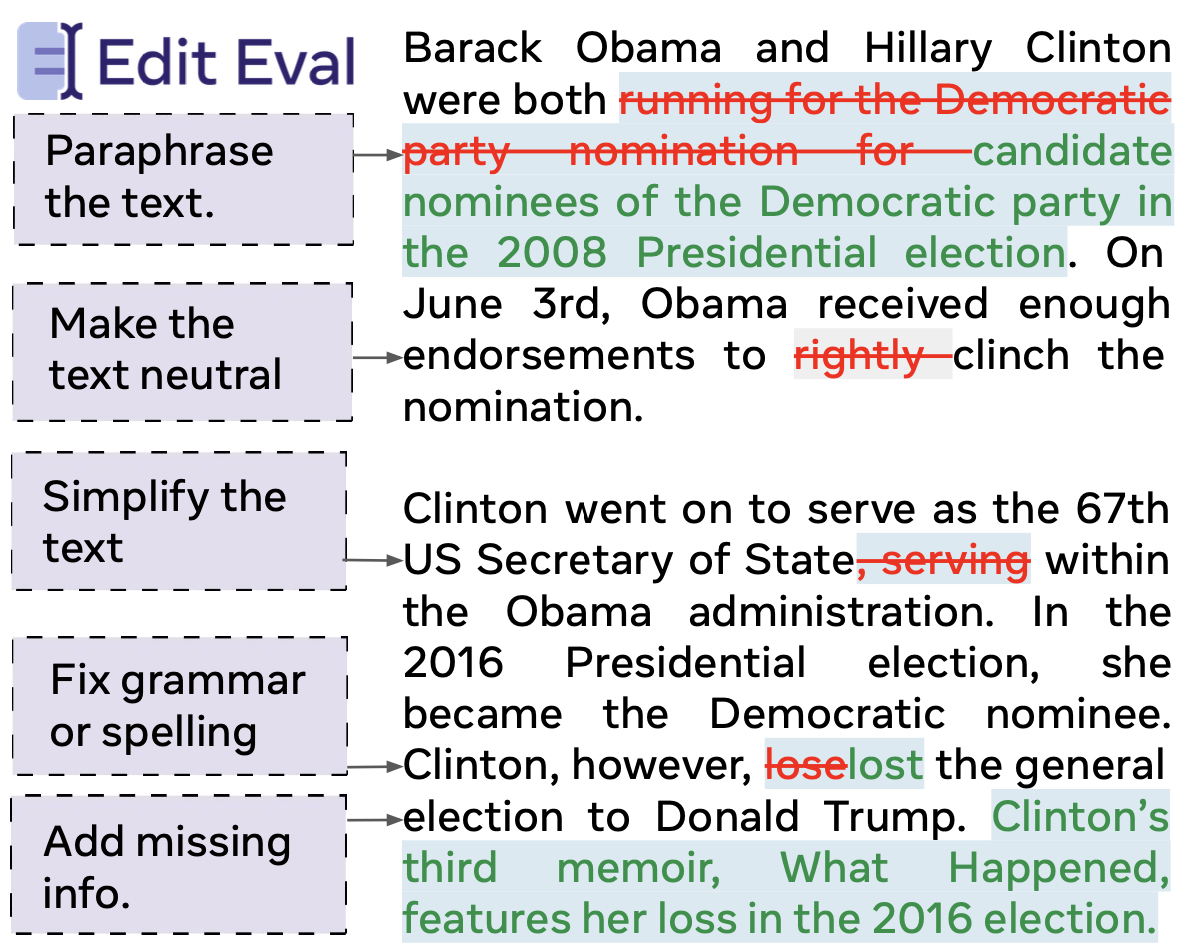 Edit Eval
Paraphrase
the text.
Make the
text neutral
Simplify the
text
Fix grammar
or spelling
Add missing
info.
Barack Obama and Hillary Clinton
were both running for the Democratic
party nomination for candidate
nominees of the Democratic party in
the 2008 Presidential election. On
June 3rd, Obama received enough
endorsements to rightly clinch the
nomination.
Clinton went on to serve as the 67th
US Secretary of State, serving within
the Obama administration. In the
2016 Presidential election, she
became the Democratic nominee.
Clinton, however, loselost the general
election to Donald Trump. Clinton's
third memoir, What Happened,
features her loss in the 2016 election.